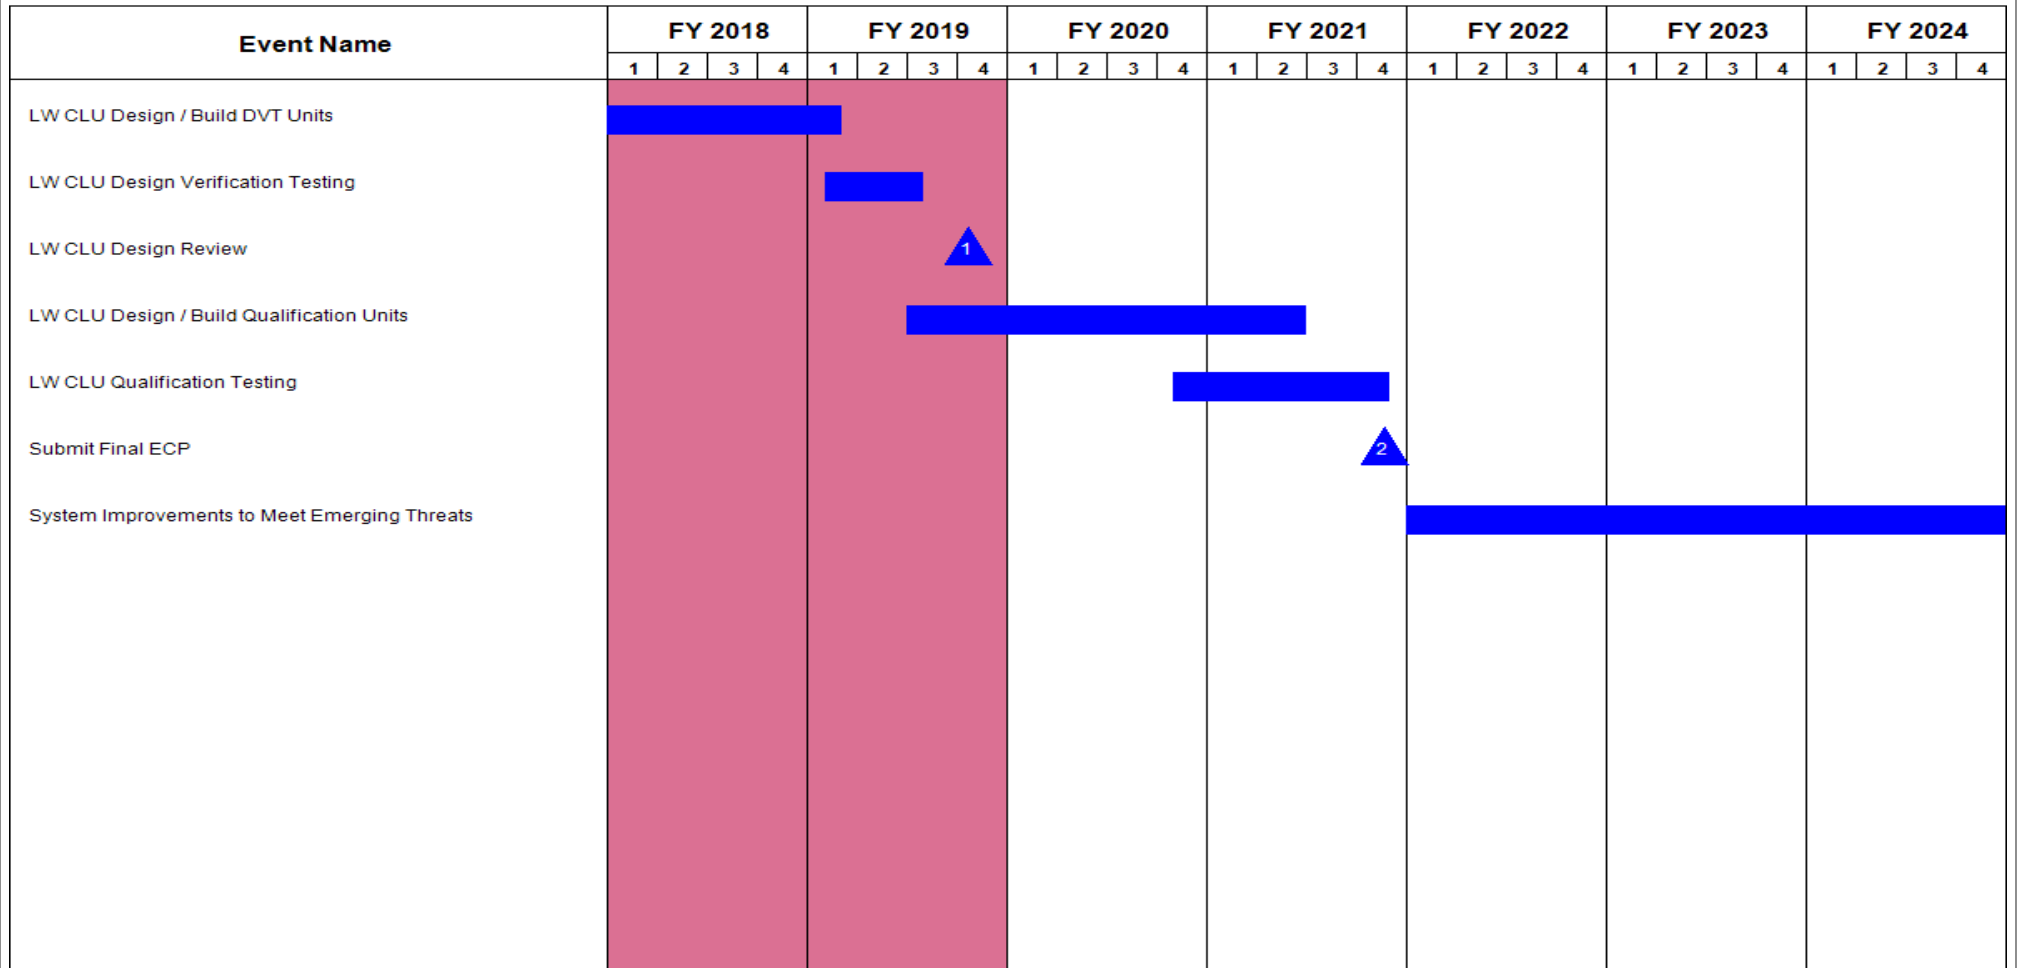 Event Name
FY 2018 FY 2019 FY 2020 FY 2021 FY 2022 FY 2023 FY 2024
1 2 3 4 1 2 3 4 1 2 3 4 1 2 3 4 1 2 3 4 1 2 3 4 1 2 3 4
LW CLU Design / Build DVT Units
LW CLU Design Verification Testing
LW CLU Design Review 1
LW CLU Design / Build Qualification Units
LW CLU Qualification Testing
Submit Final ECP 2
System Improvements to Meet Emerging Threats